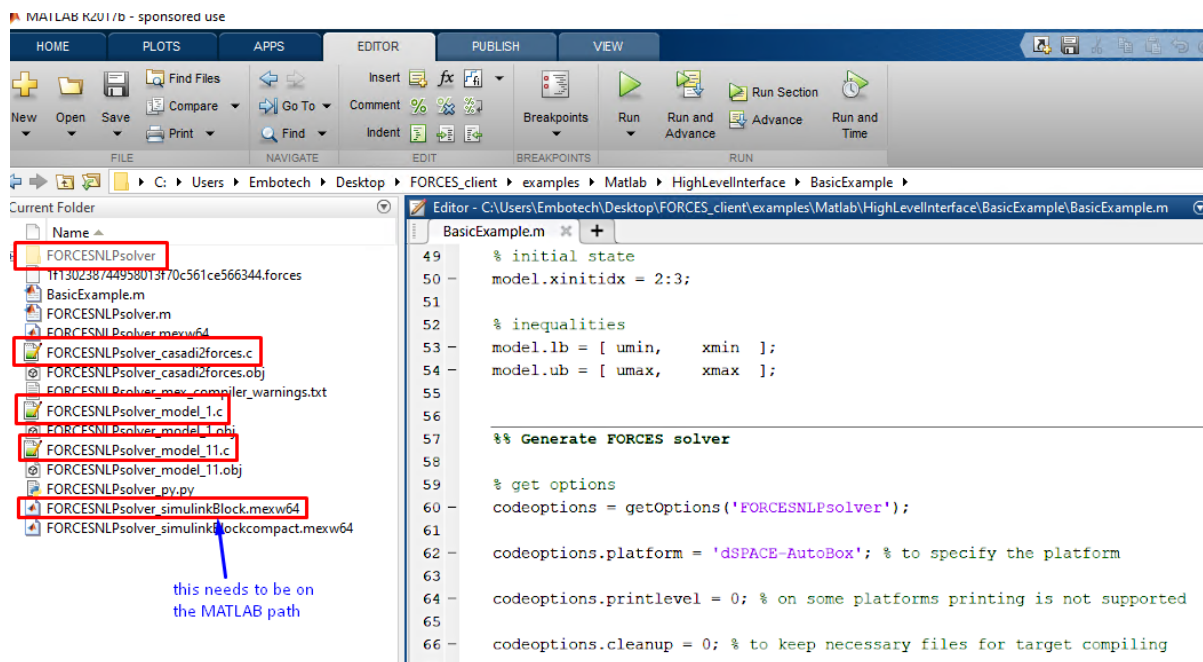 MATLAB R2017b - sponsored use
HOME PLOTS APPS EDITOR PUBLISH VIEW
New Open Save
Find Files
Compare
Print
Go To
Find
Insert fx
Comment
Indent
Breakpoints
Run
Run and Advance
Run Section
Advance
Run and Time
FILE NAVIGATE EDIT BREAKPOINTS RUN
C: Users Embotech Desktop FORCES_client examples Matlab HighLevelInterface BasicExample
Current Folder
Name
FORCESNLPsolver
1f130238744958013f70c561ce566344.forces
BasicExample.m
FORCESNLPsolver.m
FORCESNLPsolver.mexw64
FORCESNLPsolver_casadi2forces.c
FORCESNLPsolver_casadi2forces.obj
FORCESNLPsolver_mex_compiler_warnings.txt
FORCESNLPsolver_model_1.c
FORCESNLPsolver_model_1.obj
FORCESNLPsolver_model_11.c
FORCESNLPsolver_model_11.obj
FORCESNLPsolver_py.py
FORCESNLPsolver_simulinkBlock.mexw64
FORCESNLPsolver_simulinkBlockcompact.mexw64
this needs to be on
the MATLAB path
Editor - C:\Users\Embotech\Desktop\FORCES_client\examples\Matlab\HighLevelInterface\BasicExample\BasicExample.m
BasicExample.m
49 % initial state
50 - model.xinitidx = 2:3;
51
52 % inequalities
53 - model.lb = [ umin, xmin ];
54 - model.ub = [ umax, xmax ];
55
56
57 %% Generate FORCES solver
58
59 % get options
60 - codeoptions = getOptions('FORCESNLPsolver');
61
62 - codeoptions.platform = 'dSPACE-AutoBox'; % to specify the platform
63
64 - codeoptions.printlevel = 0; % on some platforms printing is not supported
65
66 - codeoptions.cleanup = 0; % to keep necessary files for target compiling